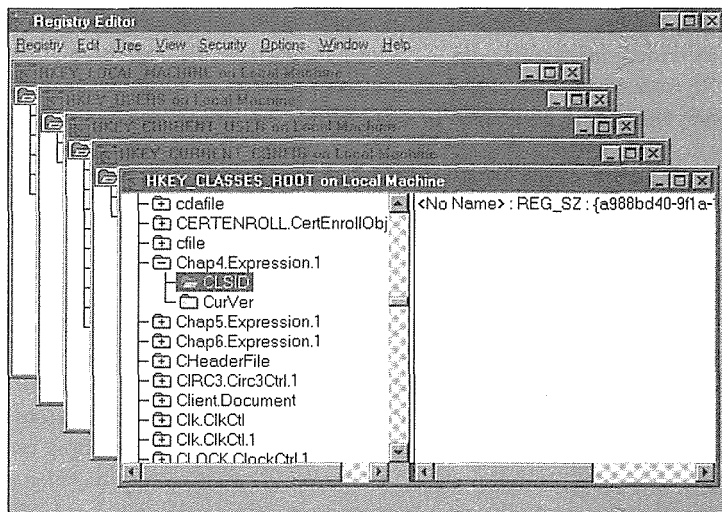 Registry Editor
Registry Edit Tree View Security Options Window Help
HKEY_LOCAL_MACHINE on Local Machine
HKEY_USERS on Local Machine
HKEY_CURRENT_USER on Local Machine
HKEY_CURRENT_CONFIG on Local Machine
HKEY_CLASSES_ROOT on Local Machine
cdafile
CERTENROLL.CertEnrollObj
cfile
Chap4.Expression.1
CLSID
CurVer
Chap5.Expression.1
Chap6.Expression.1
CHeaderFile
CIRC3.Circ3Ctrl.1
Client.Document
Clk.ClkCtl
Clk.ClkCtl.1
CLOCK.ClockCtrl.1
<No Name> : REG_SZ : {a988bd40-9f1a-